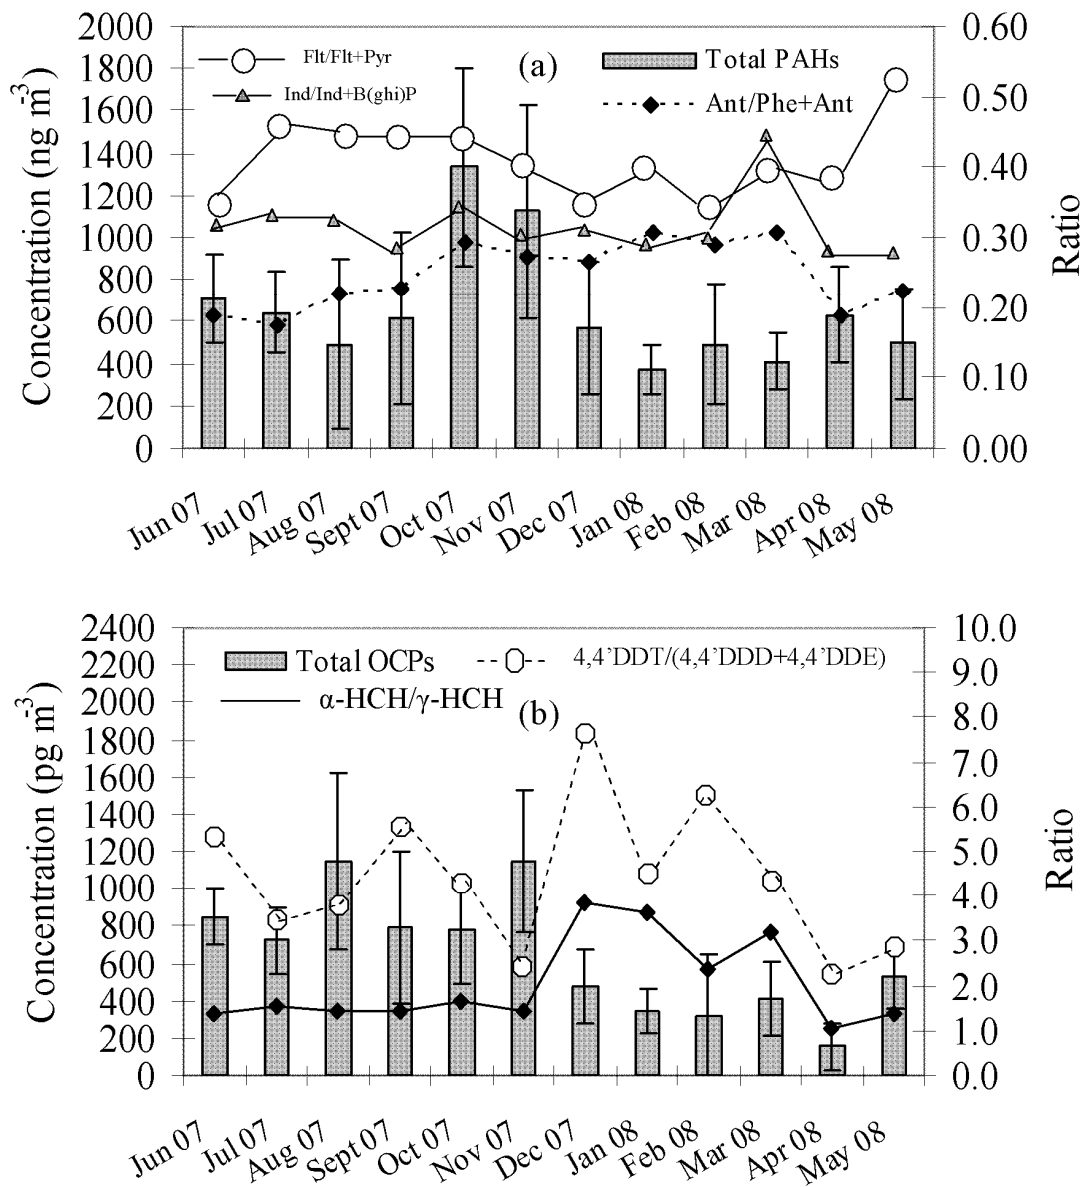 2000
1800
1600
1400
1200
1000
800
600
400
200
0
Concentration (ng m-3)
Flt/Flt+Pyr
Ind/Ind+B(ghi)P
(a)
Total PAHs
Ant/Phe+Ant
0.60
0.50
0.40
0.30
0.20
0.10
0.00
Ratio
Jun 07
Jul 07
Aug 07
Sept 07
Oct 07
Nov 07
Dec 07
Jan 08
Feb 08
Mar 08
Apr 08
May 08
2400
2200
2000
1800
1600
1400
1200
1000
800
600
400
200
0
Concentration (pg m-3)
Total OCPs
4,4'DDT/(4,4'DDD+4,4'DDE)
α-HCH/γ-HCH
(b)
10.0
9.0
8.0
7.0
6.0
5.0
4.0
3.0
2.0
1.0
0.0
Ratio
Jun 07
Jul 07
Aug 07
Sept 07
Oct 07
Nov 07
Dec 07
Jan 08
Feb 08
Mar 08
Apr 08
May 08